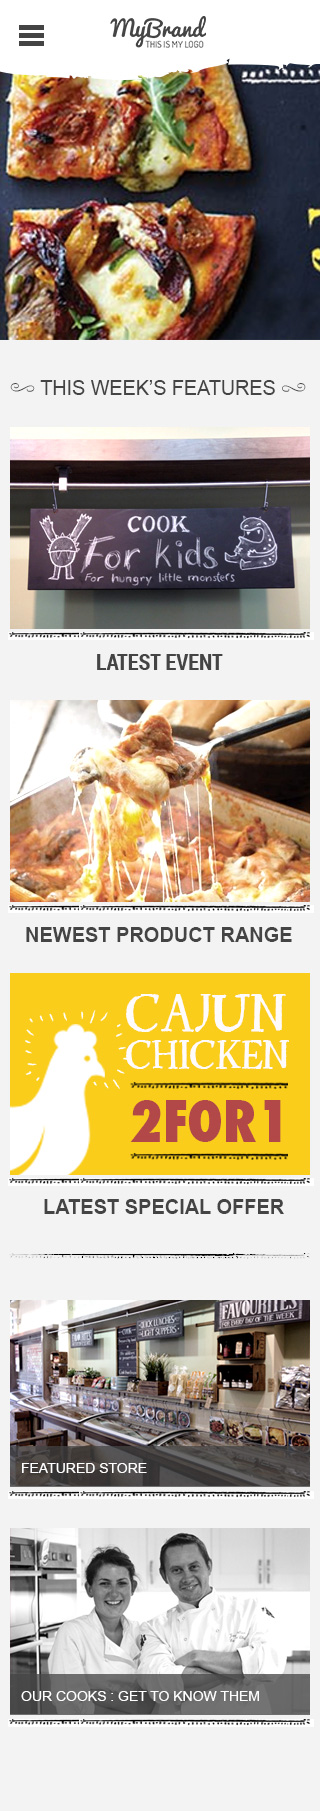 MyBrand
THIS IS MY LOGO
THIS WEEK'S FEATURES
COOK
For Kids
For hungry little monsters
LATEST EVENT
NEWEST PRODUCT RANGE
CAJUN
CHICKEN
2FOR1
LATEST SPECIAL OFFER
FAVOURITES
FOR EVERY DAY OF THE WEEK
QUICK LUNCHES
LIGHT SUPPERS
FAVOURITES
COOK
FEATURED STORE
OUR COOKS : GET TO KNOW THEM